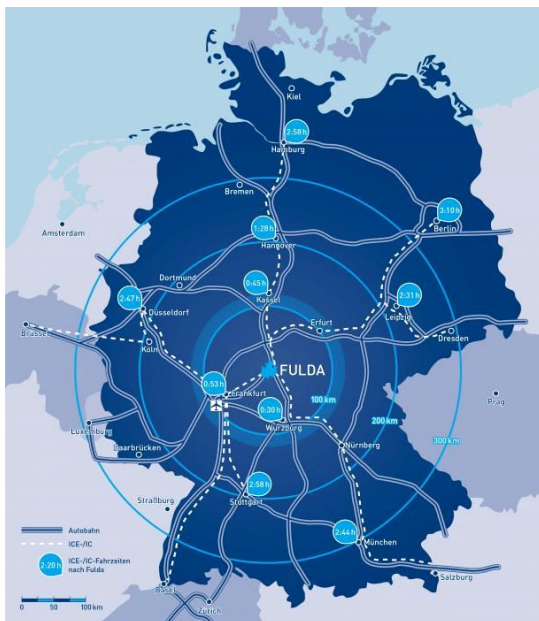 Kiel
2:58 h
Hamburg
Bremen
3:10 h
Berlin
Amsterdam
1:28 h
Hangover
Dortmund
0:45 h
Kassel
2:47 h
Düsseldorf
2:31 h
Leipzig
Brüssel
Köln
Erfurt
Dresden
FULDA
0:53 h
Frankfurt
100 km
Prag
0:30 h
Würzburg
200 km
Luxemburg
300 km
Saarbrücken
Nürnberg
2:58 h
Stuttgart
Straßburg
2:44 h
München
Autobahn
ICE-/IC
2:20 h
ICE-/IC-Fahrzeiten
nach Fulda
Salzburg
Basel
Zürich
0 50 100 km